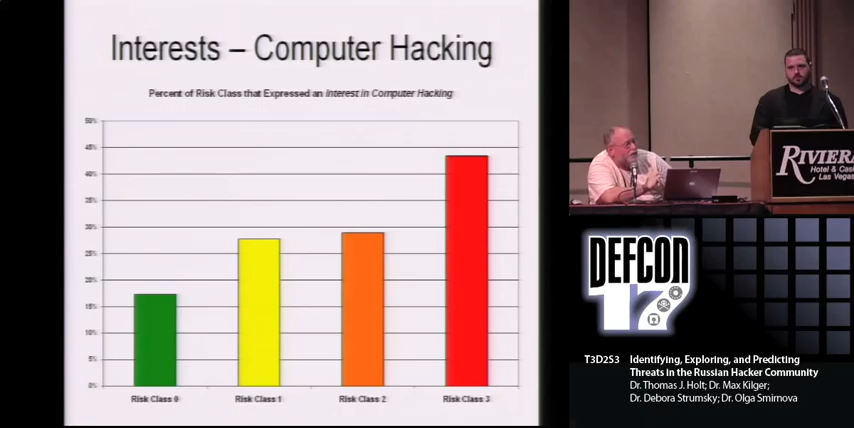 Interests – Computer Hacking
Percent of Risk Class that Expressed an Interest in Computer Hacking
50%
45%
40%
35%
30%
25%
20%
15%
10%
5%
0%
Risk Class 0
Risk Class 1
Risk Class 2
Risk Class 3
RIVIERA
Hotel & Cas
Las Vegas
DEFCON
17
T3D2S3 Identifying, Exploring, and Predicting
Threats in the Russian Hacker Community
Dr. Thomas J. Holt; Dr. Max Kilger;
Dr. Debora Strumsky; Dr. Olga Smirnova